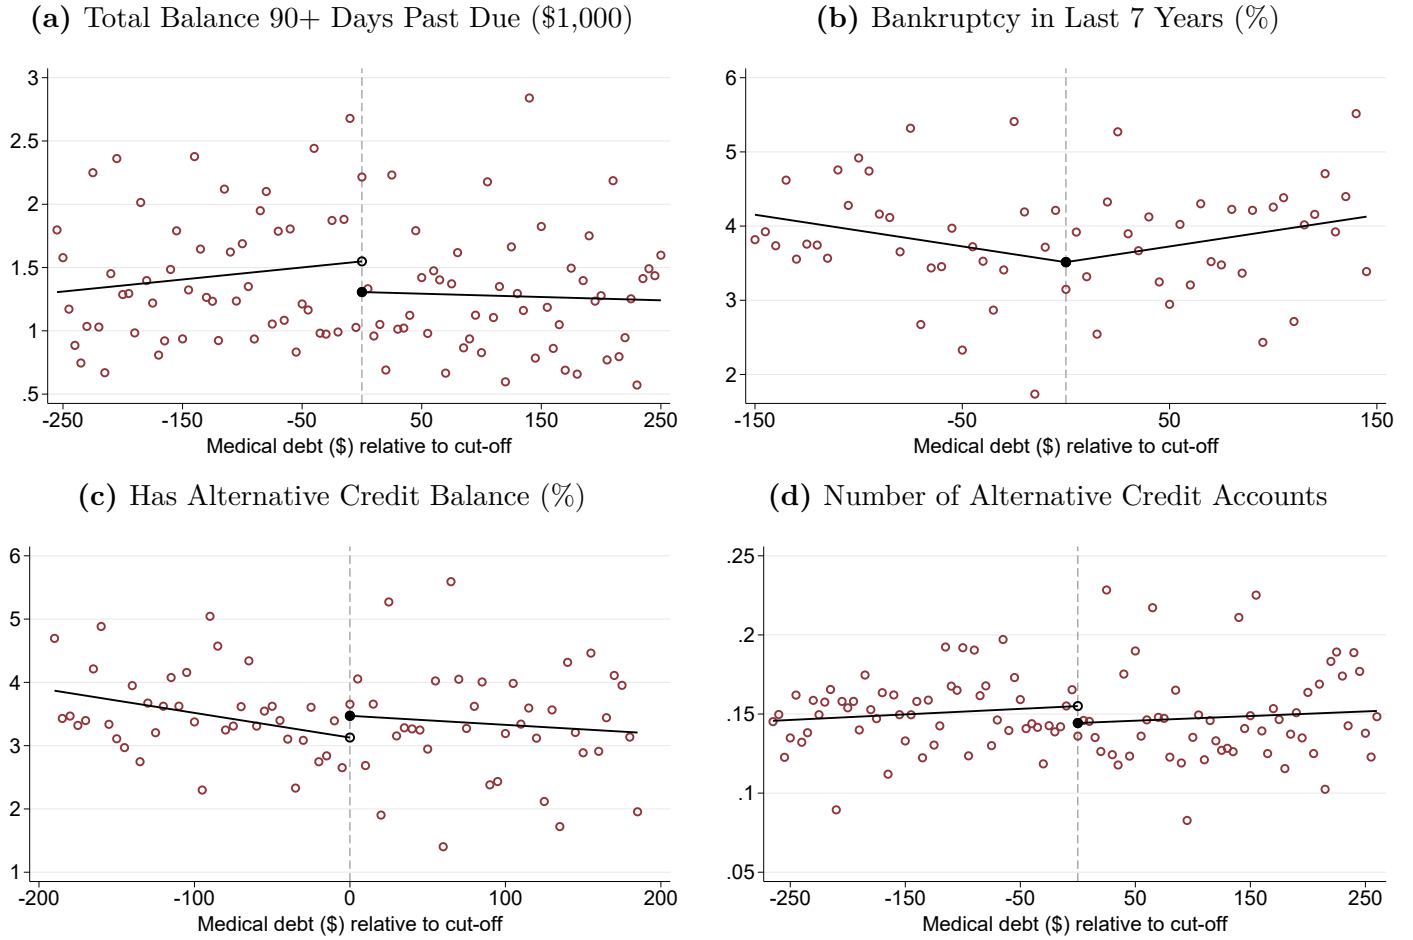 (a) Total Balance 90+ Days Past Due ($1,000)
3
2.5
2
1.5
1
.5
-250 -150 -50 50 150 250
Medical debt ($) relative to cut-off
(b) Bankruptcy in Last 7 Years (%)
6
5
4
3
2
-150 -50 50 150
Medical debt ($) relative to cut-off
(c) Has Alternative Credit Balance (%)
6
5
4
3
2
1
-200 -100 0 100 200
Medical debt ($) relative to cut-off
(d) Number of Alternative Credit Accounts
.25
.2
.15
.1
.05
-250 -150 -50 50 150 250
Medical debt ($) relative to cut-off